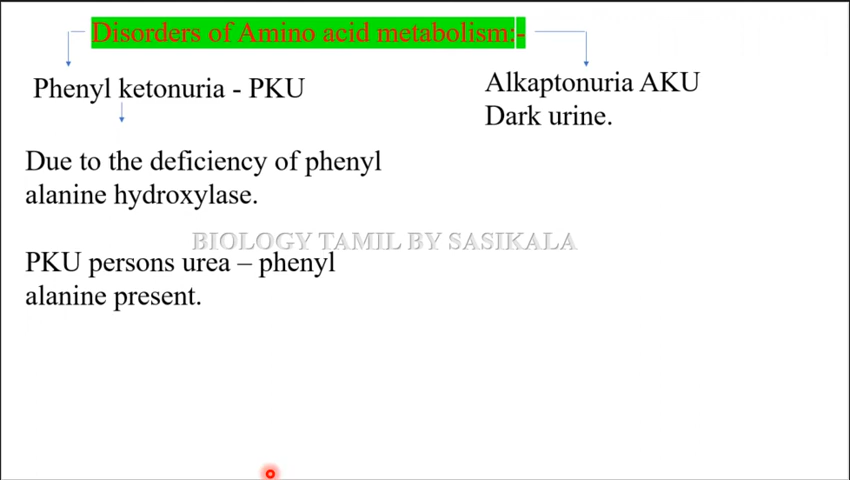 Disorders of Amino acid metabolism:-
Phenyl ketonuria - PKU
Alkaptonuria AKU
Dark urine.
Due to the deficiency of phenyl
alanine hydroxylase.
BIOLOGY TAMIL BY SASIKALA
PKU persons urea – phenyl
alanine present.